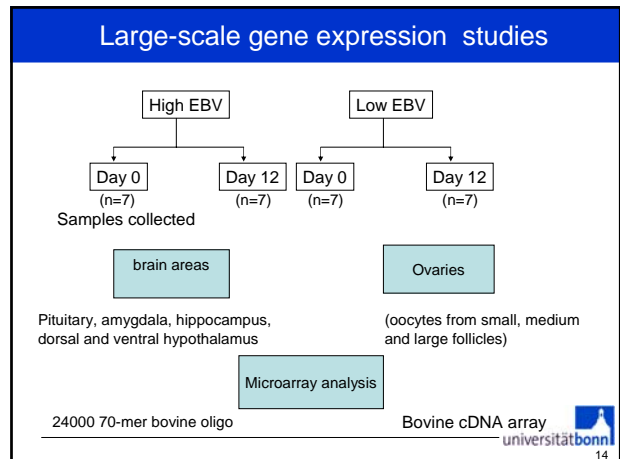 Large-scale gene expression studies
High EBV
Low EBV
Day 0
Day 12
Day 0
Day 12
(n=7)
(n=7)
(n=7)
(n=7)
Samples collected
brain areas
Ovaries
Pituitary, amygdala, hippocampus,
dorsal and ventral hypothalamus
(oocytes from small, medium
and large follicles)
Microarray analysis
24000 70-mer bovine oligo
Bovine cDNA array
universitätbonn
14